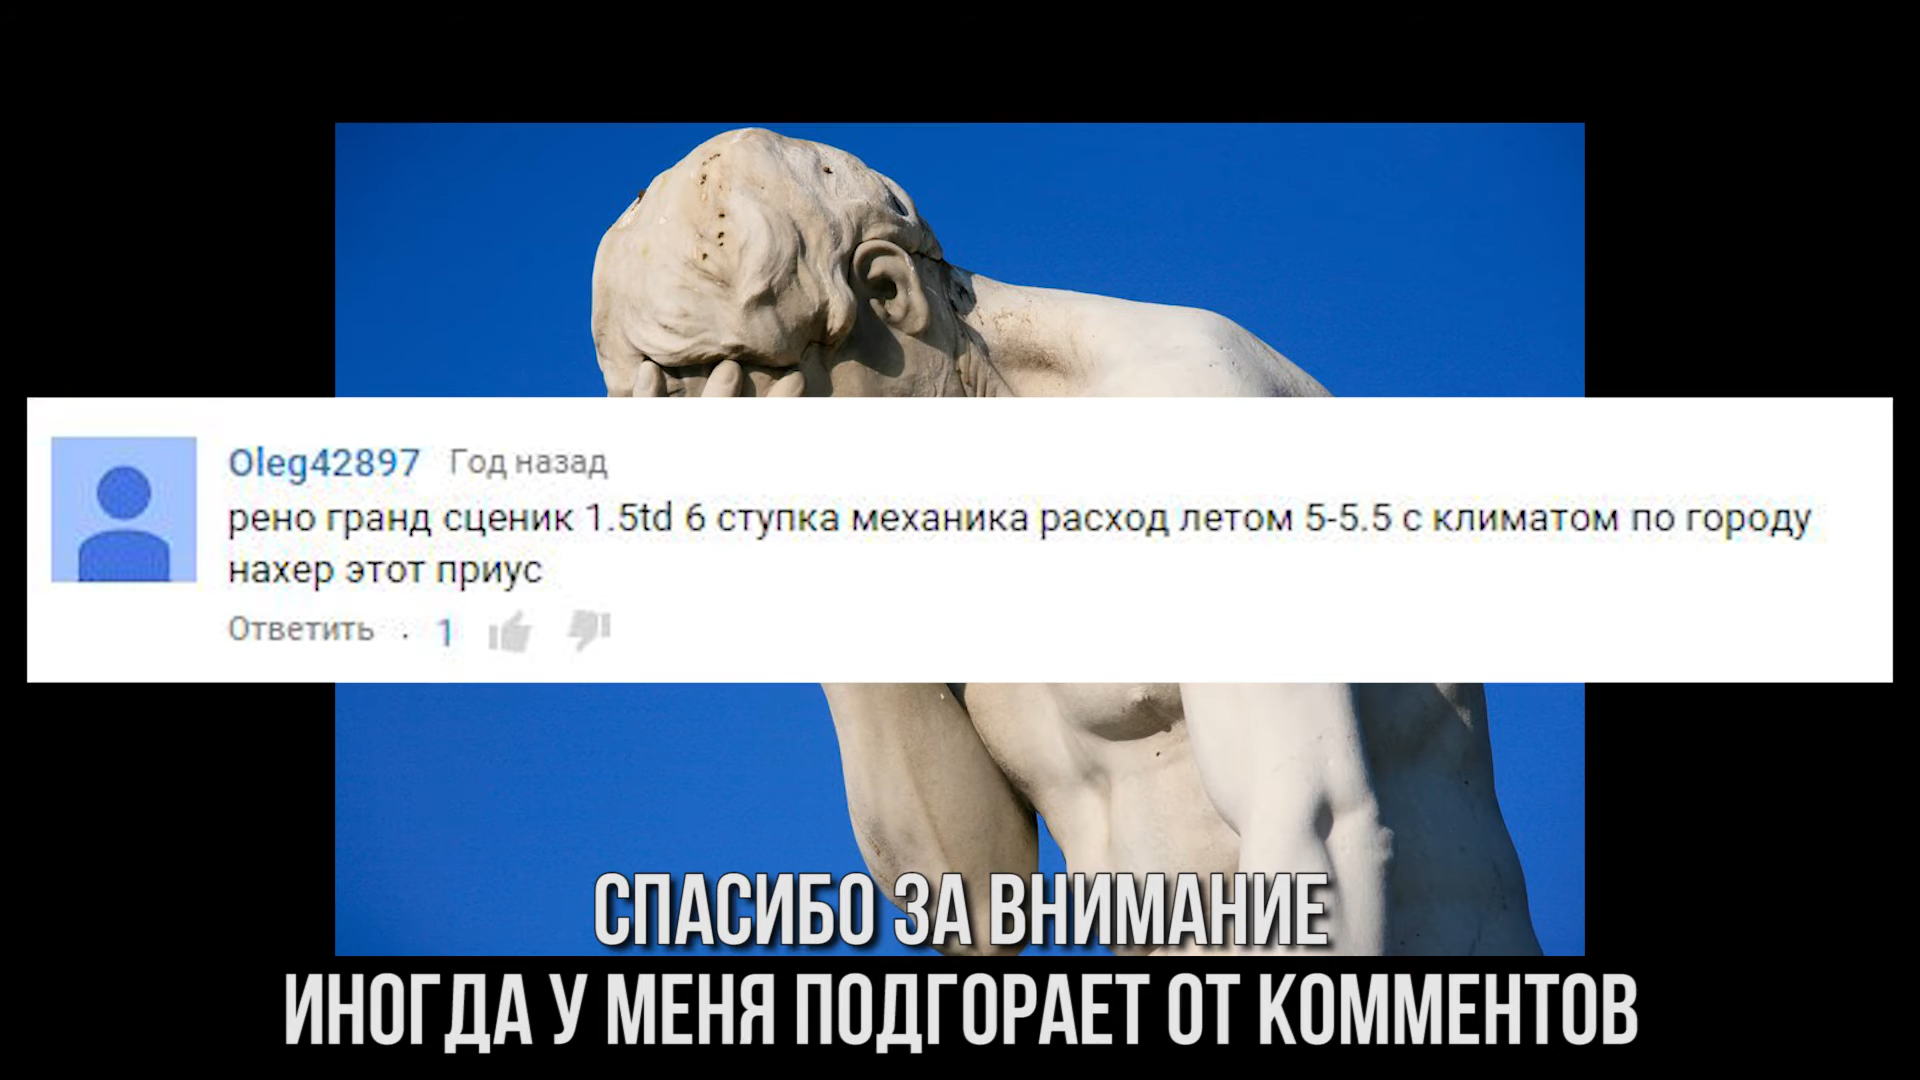 Oleg42897 Год назад
рено гранд сценик 1.5td 6 ступка механика расход летом 5-5.5 с климатом по городу
нахер этот приус
Ответить · 1
СПАСИБО ЗА ВНИМАНИЕ
ИНОГДА У МЕНЯ ПОДГОРАЕТ ОТ КОММЕНТОВ